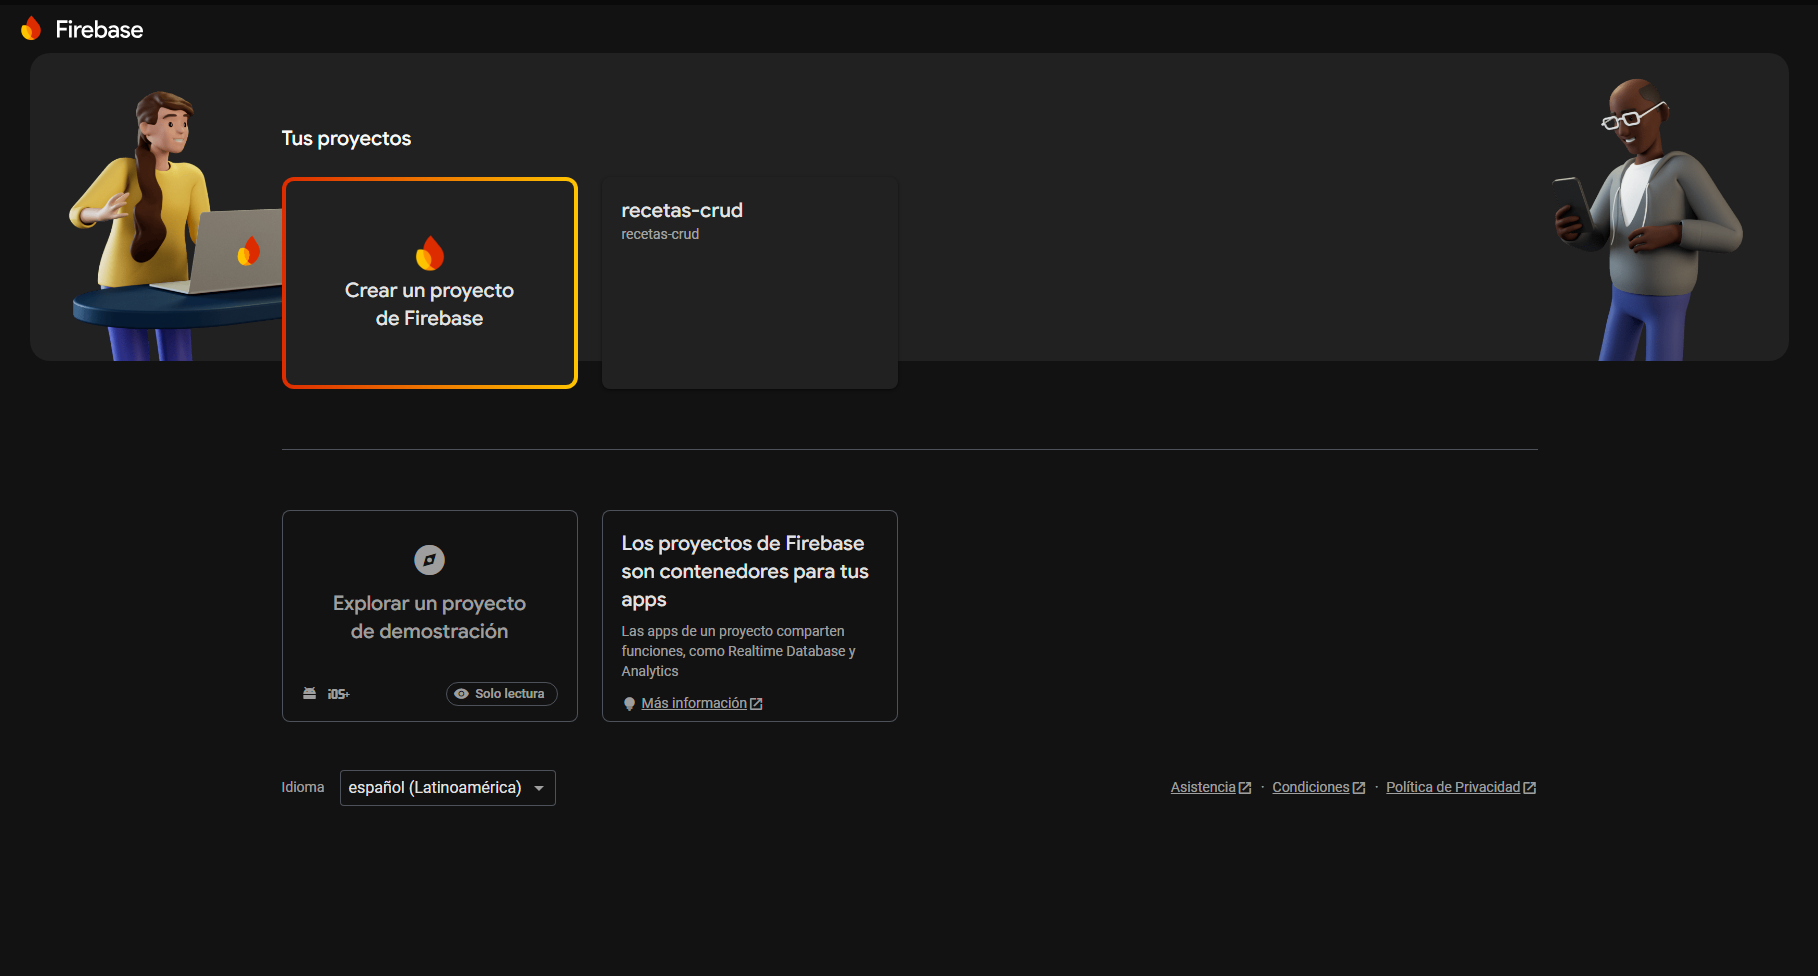 Firebase
Tus proyectos
Crear un proyecto
de Firebase
recetas-crud
recetas-crud
Explorar un proyecto
de demostración
iOS+
Solo lectura
Los proyectos de Firebase
son contenedores para tus
apps
Las apps de un proyecto comparten
funciones, como Realtime Database y
Analytics
Más información
Idioma
español (Latinoamérica)
Asistencia · Condiciones · Política de Privacidad